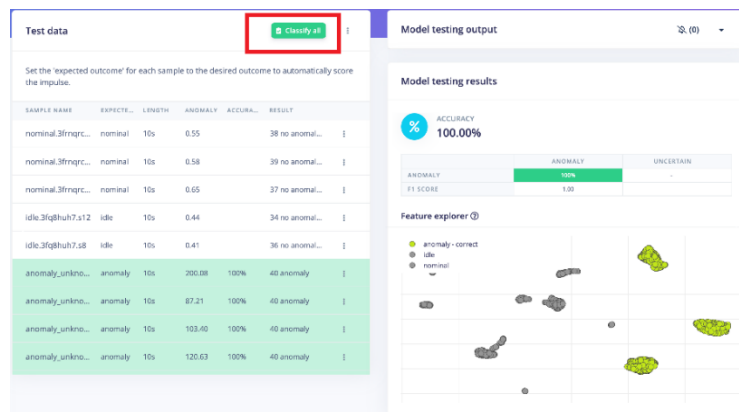 Test data
Classify all
Set the 'expected outcome' for each sample to the desired outcome to automatically score
the impulse.
SAMPLE NAME EXPECTE... LENGTH ANOMALY ACCURA... RESULT
nominal.3frnqrc... nominal 10s 0.55 38 no anomal...
nominal.3frnqrc... nominal 10s 0.58 39 no anomal...
nominal.3frnqrc... nominal 10s 0.65 37 no anomal...
idle.3fq8huh7.s12 idle 10s 0.44 34 no anomal...
idle.3fq8huh7.s8 idle 10s 0.41 36 no anomal...
anomaly_unkno... anomaly 10s 200.08 100% 40 anomaly
anomaly_unkno... anomaly 10s 87.21 100% 40 anomaly
anomaly_unkno... anomaly 10s 103.40 100% 40 anomaly
anomaly_unkno... anomaly 10s 120.63 100% 40 anomaly
Model testing output (0)
Model testing results
% ACCURACY
100.00%
ANOMALY UNCERTAIN
ANOMALY 100% -
F1 SCORE 1.00
Feature explorer ?
anomaly - correct
idle
nominal